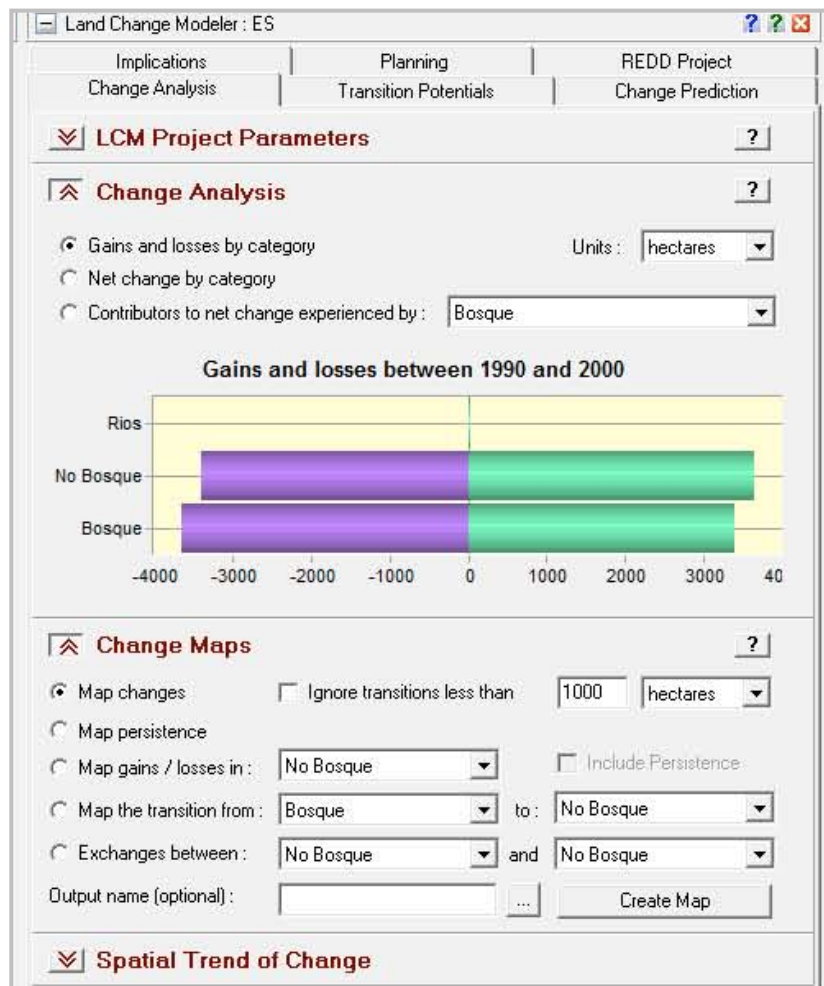 Land Change Modeler : ES
? ?
Implications Planning REDD Project
Change Analysis Transition Potentials Change Prediction
LCM Project Parameters ?
Change Analysis ?
Gains and losses by category Units : hectares
Net change by category
Contributors to net change experienced by : Bosque
Gains and losses between 1990 and 2000
Rios
No Bosque
Bosque
-4000 -3000 -2000 -1000 0 1000 2000 3000 40
Change Maps ?
Map changes Ignore transitions less than 1000 hectares
Map persistence
Map gains / losses in : No Bosque Include Persistence
Map the transition from : Bosque to : No Bosque
Exchanges between : No Bosque and No Bosque
Output name (optional) : ... Create Map
Spatial Trend of Change